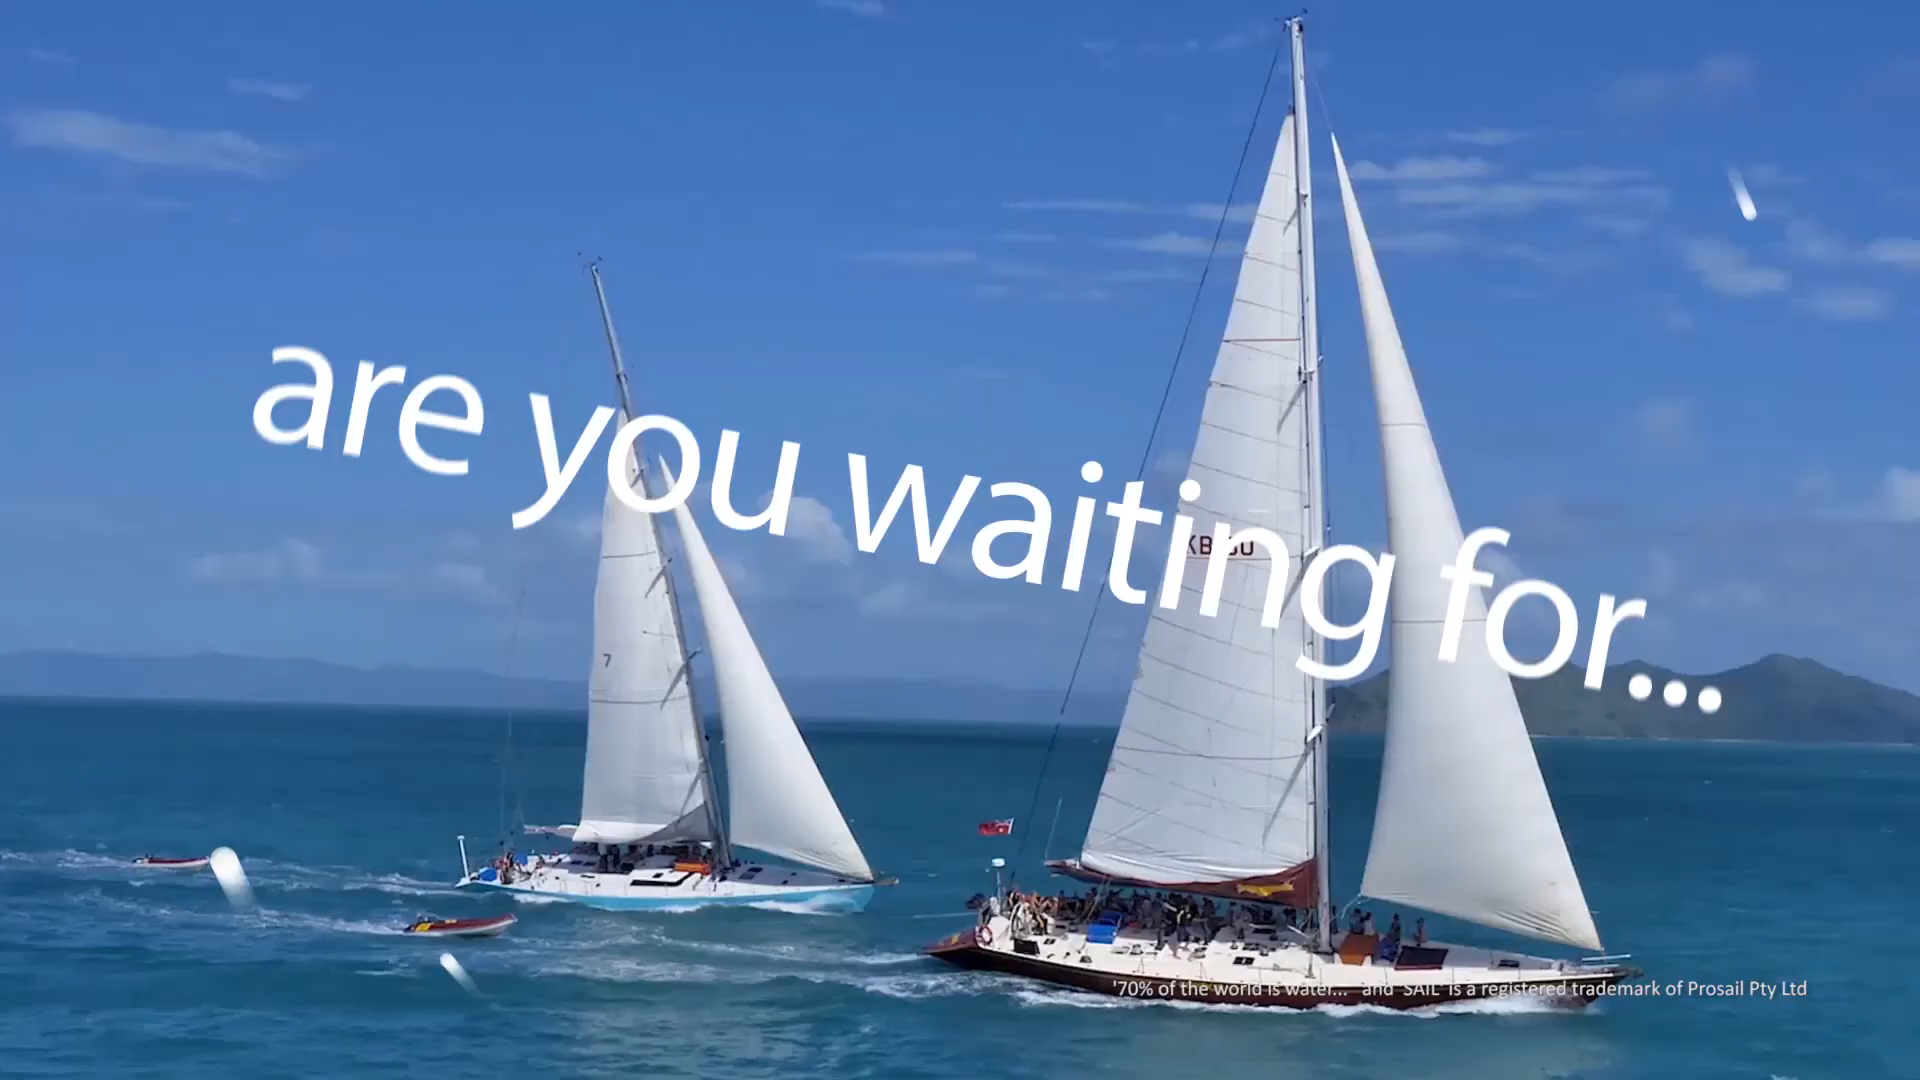 are you waiting for...
7
'70% of the world is water... and 'SAIL' is a registered trademark of Prosail Pty Ltd